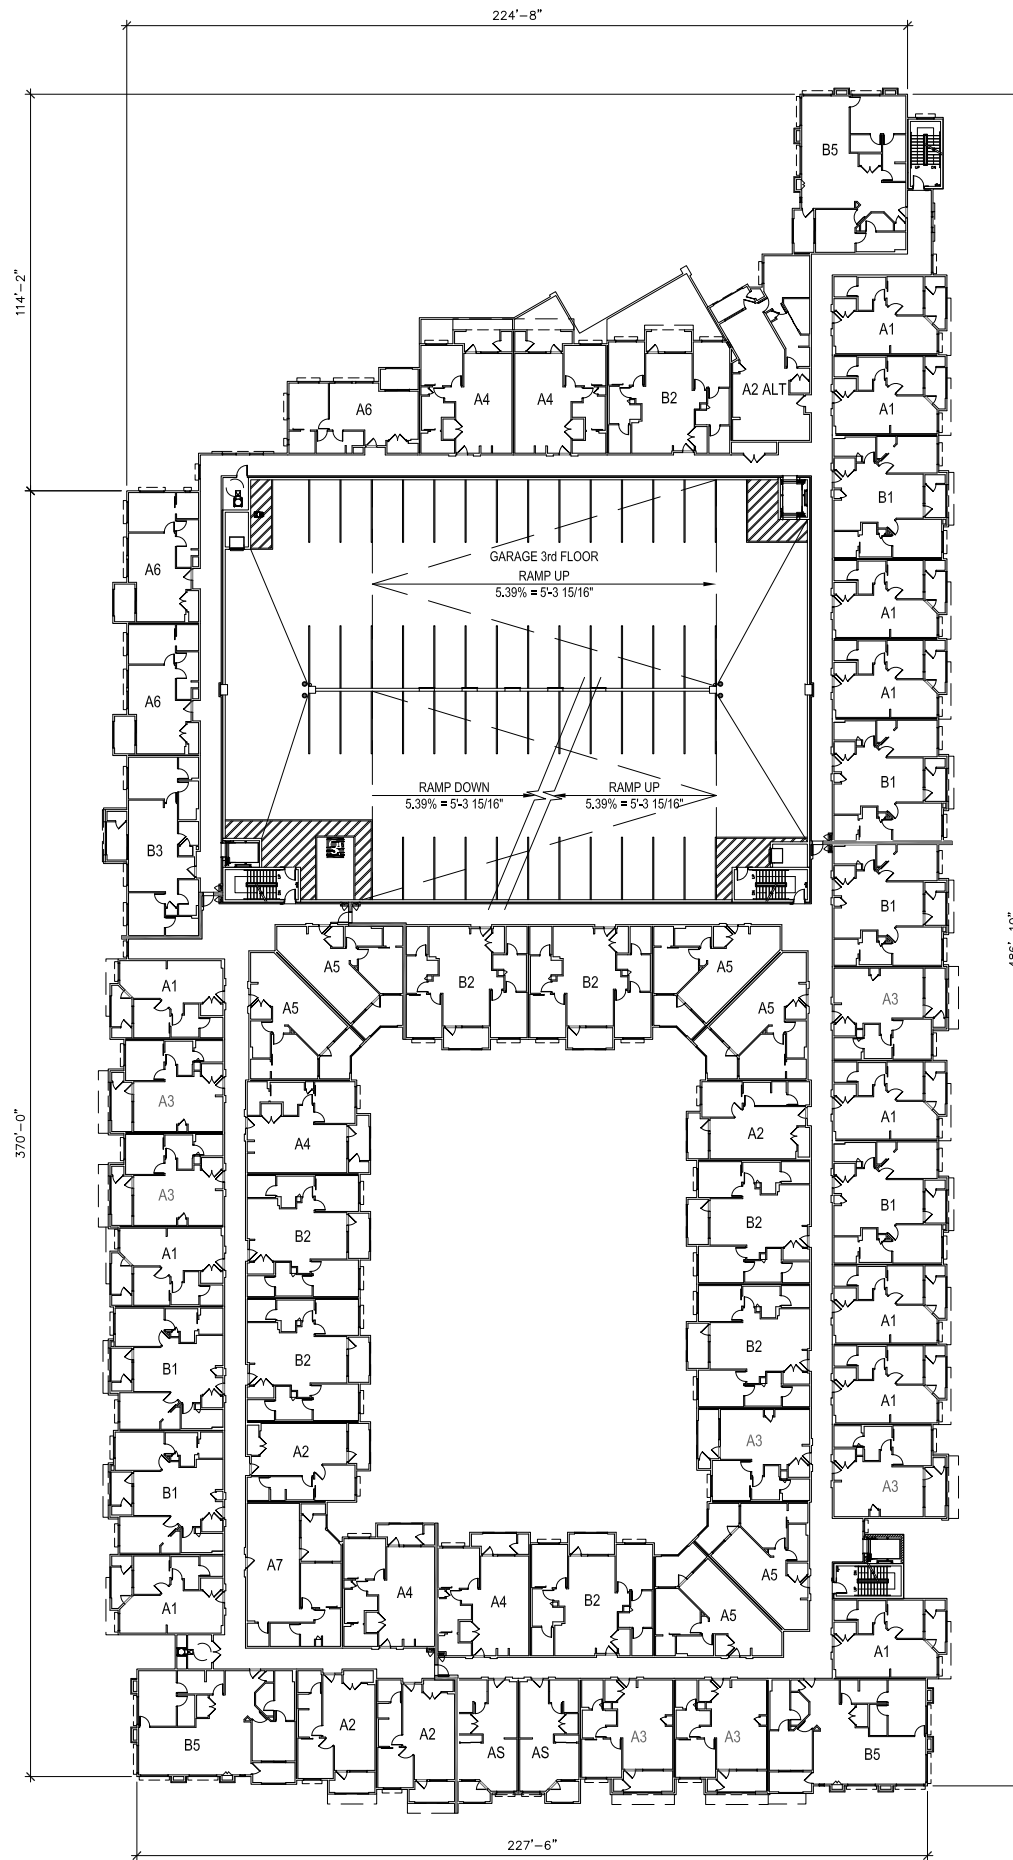 224'-8"
B5
114'-2"
A1
A6
A4
A4
B2
A2 ALT
A1
B1
GARAGE 3rd FLOOR
RAMP UP
5.39% = 5'-3 15/16"
A6
A1
A6
A1
B1
RAMP DOWN
RAMP UP
5.39% = 5'-3 15/16"
5.39% = 5'-3 15/16"
B3
B1
486'-10"
A1
A5
B2
B2
A5
A3
A5
A5
370'-0"
A3
A4
A2
A1
A3
B2
B2
B1
A1
A1
B1
B2
B2
A1
A2
A3
B1
A3
A7
A4
A4
B2
A5
A5
A1
A1
B5
A2
A2
AS
AS
A3
A3
B5
227'-6"